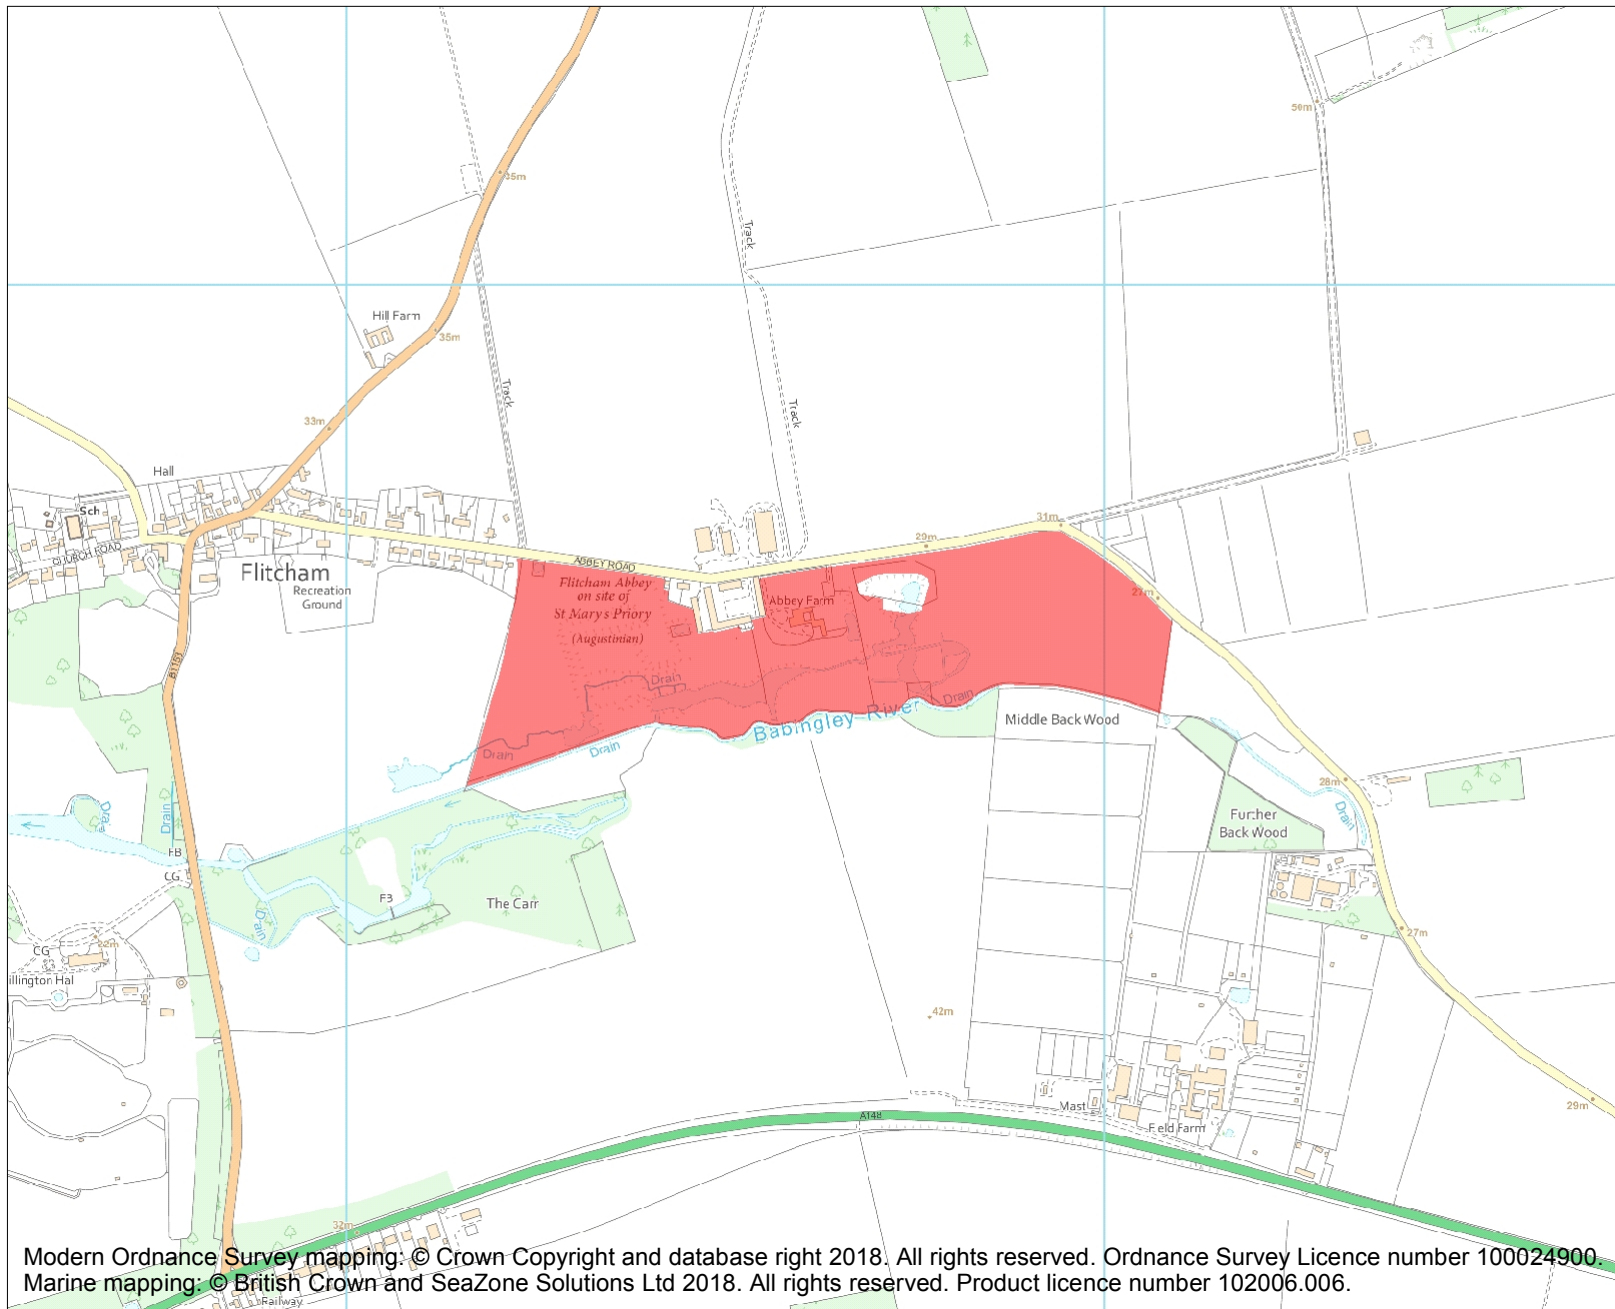 50m
35m
Track
Hill Farm
35m
Track
Track
33m
Hall
Sch
31m
29m
CHURCH ROAD
ABBEY ROAD
Flitcham
Recreation
Ground
Flitcham Abbey
on site of
St Mary's Priory
(Augustinian)
Abbey Farm
27m
B1153
Drain
Drain
Middle Back Wood
Babingley River
Drain
Drain
28m
Drain
Drain
Drain
Further
Back Wood
FB
CG
FB
The Carr
Drain
27m
22m
CG
illington Hal
42m
Mast
A148
Field Farm
29m
32m
Modern Ordnance Survey mapping: © Crown Copyright and database right 2018. All rights reserved. Ordnance Survey Licence number 100024900.
Marine mapping: © British Crown and SeaZone Solutions Ltd 2018. All rights reserved. Product licence number 102006.006.
Railway